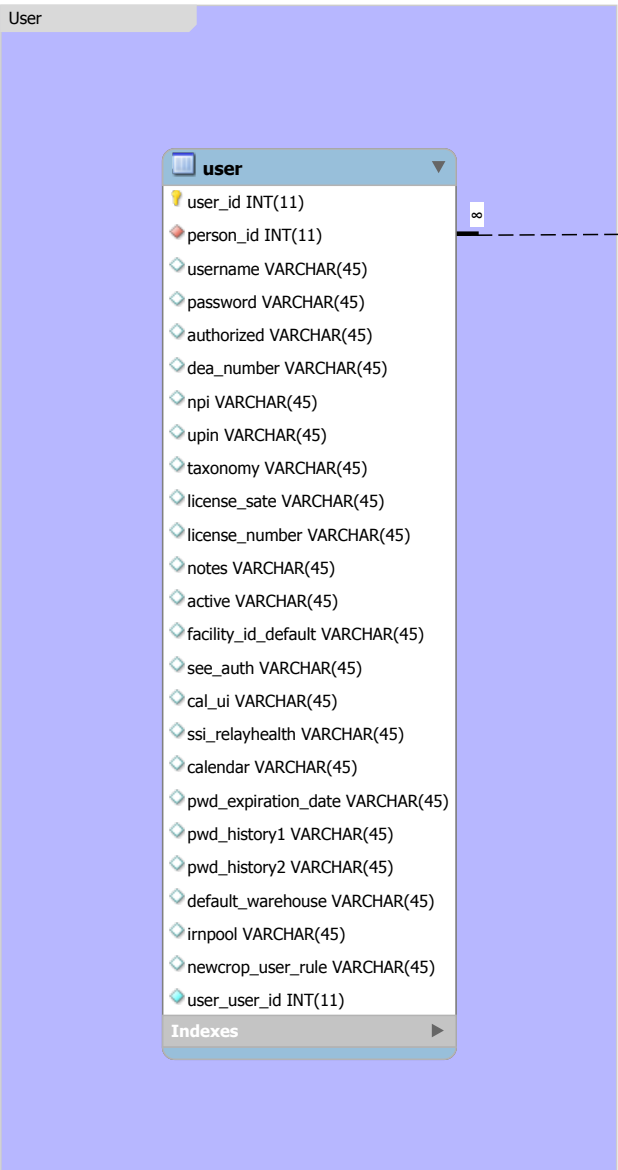 User
user
user_id INT(11)
person_id INT(11)
username VARCHAR(45)
password VARCHAR(45)
authorized VARCHAR(45)
dea_number VARCHAR(45)
npi VARCHAR(45)
upin VARCHAR(45)
taxonomy VARCHAR(45)
license_sate VARCHAR(45)
license_number VARCHAR(45)
notes VARCHAR(45)
active VARCHAR(45)
facility_id_default VARCHAR(45)
see_auth VARCHAR(45)
cal_ui VARCHAR(45)
ssi_relayhealth VARCHAR(45)
calendar VARCHAR(45)
pwd_expiration_date VARCHAR(45)
pwd_history1 VARCHAR(45)
pwd_history2 VARCHAR(45)
default_warehouse VARCHAR(45)
irnpool VARCHAR(45)
newcrop_user_rule VARCHAR(45)
user_user_id INT(11)
Indexes
∞